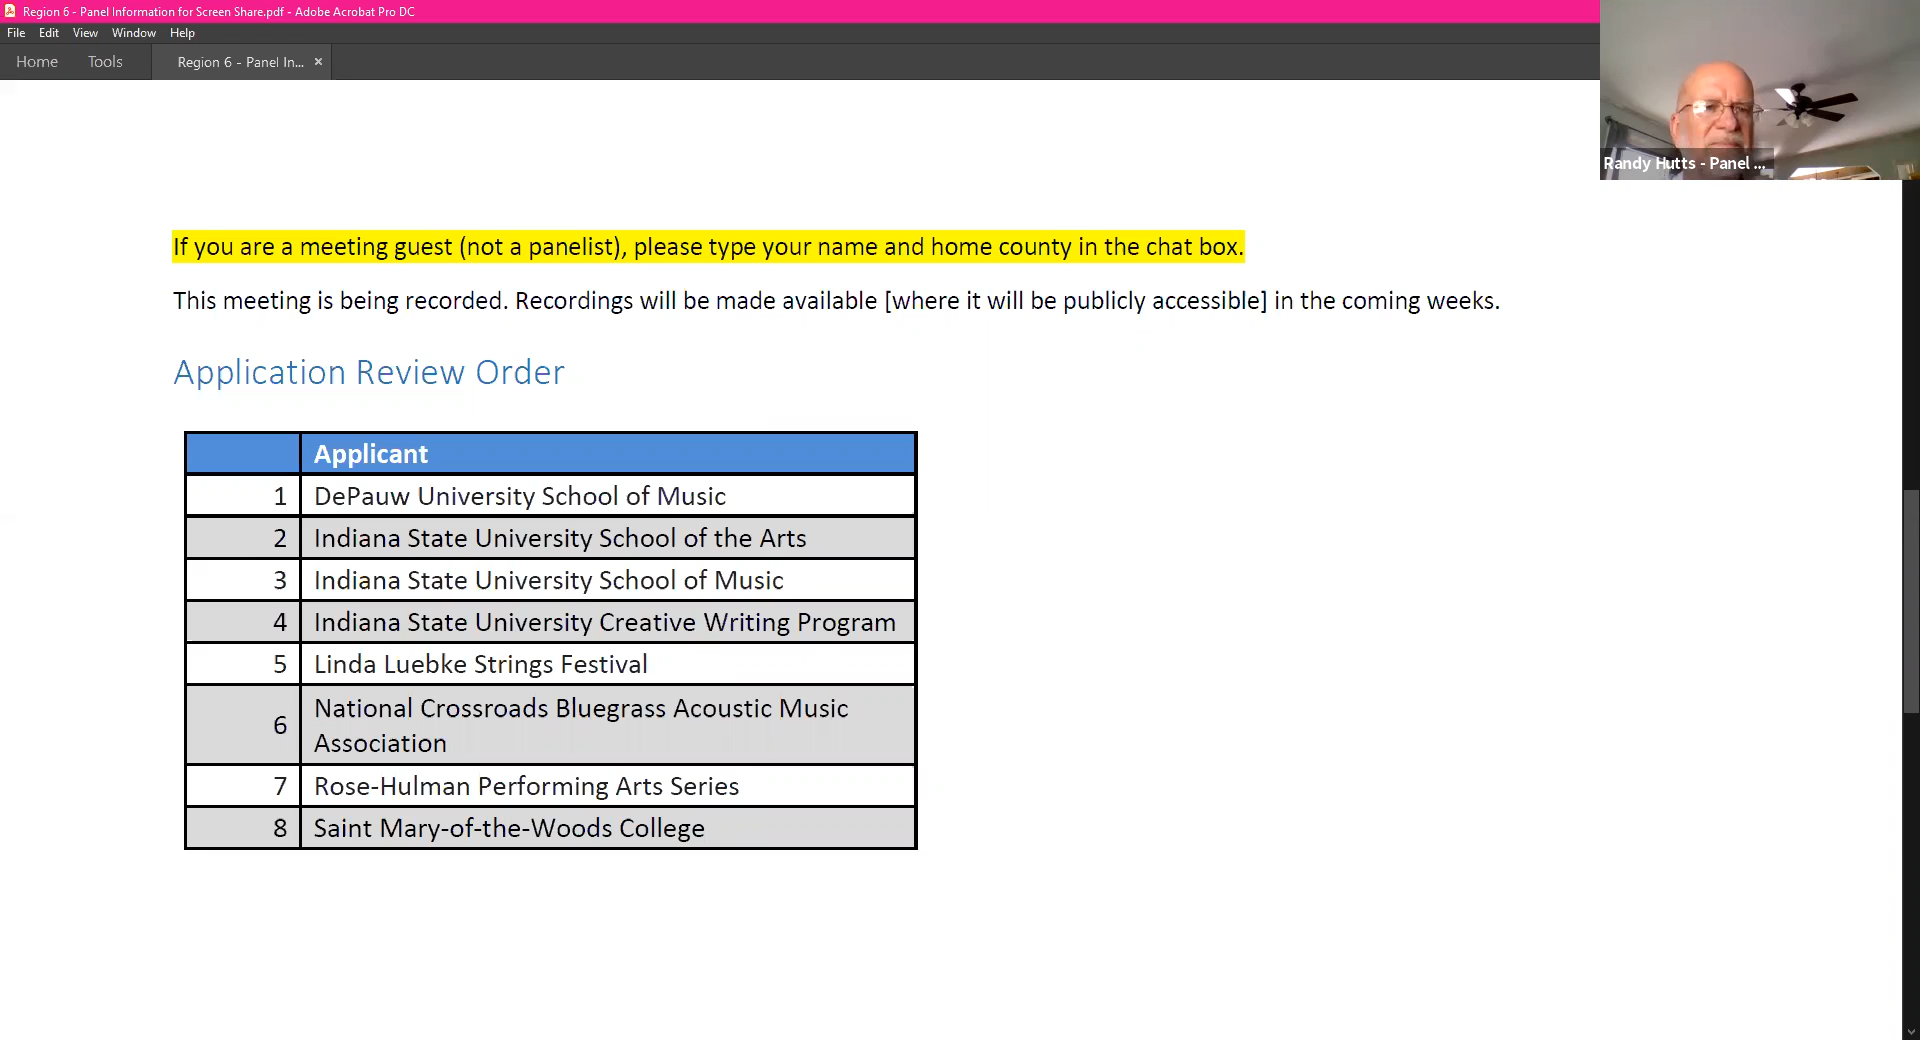 Region 6 - Panel Information for Screen Share.pdf - Adobe Acrobat Pro DC
File Edit View Window Help
Home Tools Region 6 - Panel In... ×
Randy Hutts - Panel ...
If you are a meeting guest (not a panelist), please type your name and home county in the chat box.
This meeting is being recorded. Recordings will be made available [where it will be publicly accessible] in the coming weeks.
Application Review Order
Applicant
1 DePauw University School of Music
2 Indiana State University School of the Arts
3 Indiana State University School of Music
4 Indiana State University Creative Writing Program
5 Linda Luebke Strings Festival
6 National Crossroads Bluegrass Acoustic Music
Association
7 Rose-Hulman Performing Arts Series
8 Saint Mary-of-the-Woods College